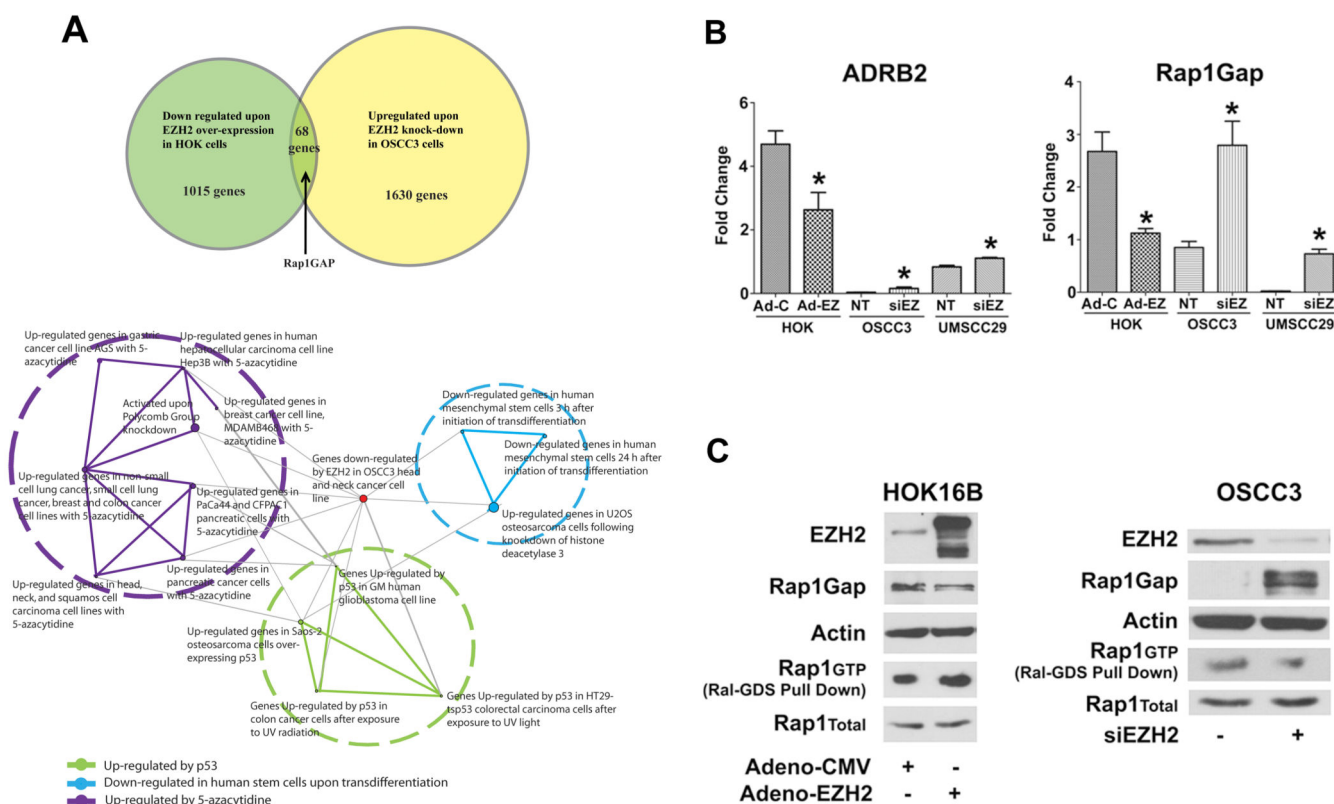 A
Down regulated upon
EZH2 over-expression
in HOK cells
1015 genes
68
genes
Upregulated upon
EZH2 knock-down
in OSCC3 cells
1630 genes
Rap1GAP
Up-regulated genes in gastric
cancer cell line AGS with 5-
azacytidine
Up-regulated genes in human
hepatocellular carcinoma cell line
Hep3B with 5-azacytidine
Activated upon
Polycomb Group
knockdown
Up-regulated genes in
breast cancer cell line,
MDAMB468 with 5-
azacytidine
Up-regulated genes in non-small
cell lung cancer, small cell lung
cancer, breast and colon cancer
cell lines with 5-azacytidine
Up-regulated genes in
PaCa44 and CFPAC1
pancreatic cells with
5-azacytidine
Up-regulated genes in head,
neck, and squamos cell
carcinoma cell lines with
5-azacytidine
Up-regulated genes in
pancreatic cancer cells
with 5-azacytidine
Genes down-regulated
by EZH2 in OSCC3 head
and neck cancer cell
line
Down-regulated genes in human
mesenchymal stem cells 3 h after
initiation of transdifferentiation
Down-regulated genes in human
mesenchymal stem cells 24 h after
initiation of transdifferentiation
Up-regulated genes in U2OS
osteosarcoma cells following
knockdown of histone
deacetylase 3
Genes Up-regulated by
p53 in GM human
glioblastoma cell line
Up-regulated genes in Saos-2
osteosarcoma cells over-
expressing p53
Genes Up-regulated by p53 in
colon cancer cells after exposure
to UV radiation
Genes Up-regulated by p53 in HT29-
tsp53 colorectal carcinoma cells after
exposure to UV light
Up-regulated by p53
Down-regulated in human stem cells upon transdifferentiation
Up-regulated by 5-azacytidine
B
ADRB2
Fold Change
6
4
2
0
* * *
Ad-C Ad-EZ NT siEZ NT siEZ
HOK OSCC3 UMSCC29
Rap1Gap
Fold Change
4
3
2
1
0
* * *
Ad-C Ad-EZ NT siEZ NT siEZ
HOK OSCC3 UMSCC29
C
HOK16B
EZH2
Rap1Gap
Actin
Rap1GTP
(Ral-GDS Pull Down)
Rap1Total
Adeno-CMV + -
Adeno-EZH2 - +
OSCC3
EZH2
Rap1Gap
Actin
Rap1GTP
(Ral-GDS Pull Down)
Rap1Total
siEZH2 - +